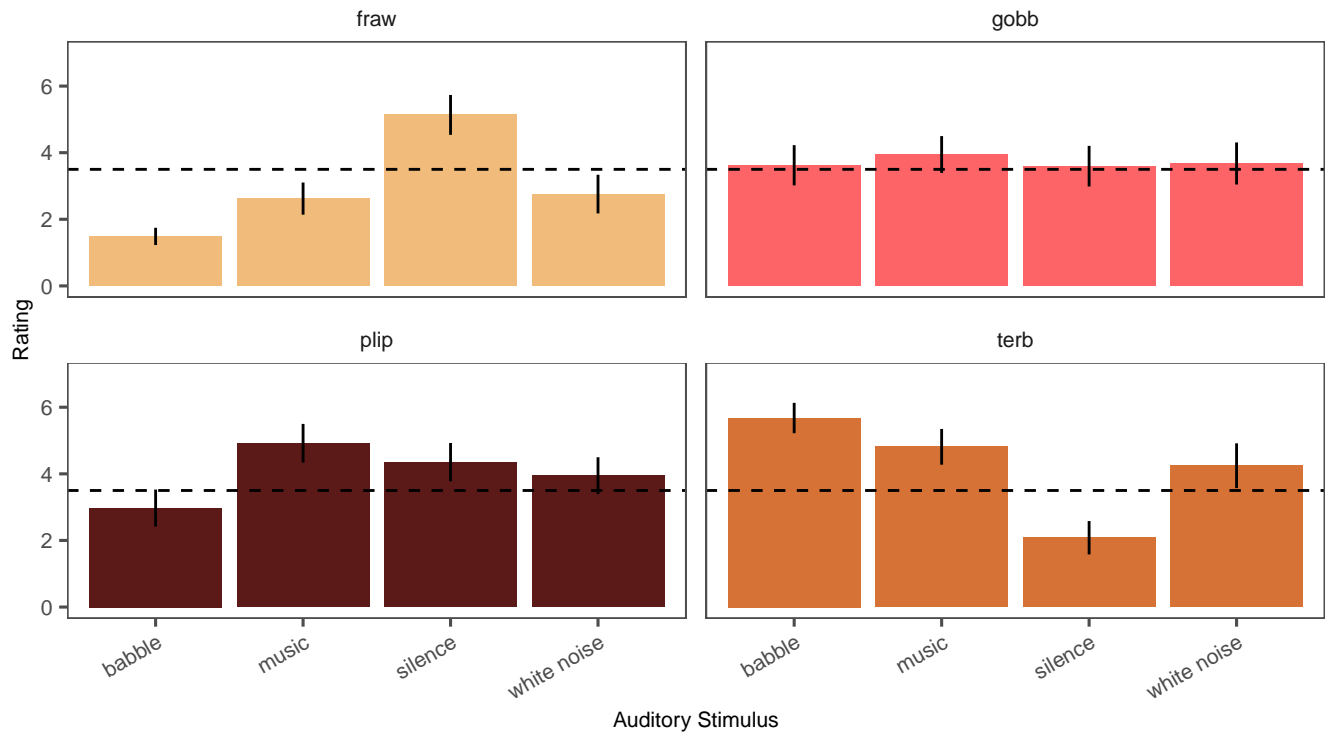 fraw
gobb
6
4
2
0
Rating
plip
terb
6
4
2
0
babble
music
silence
white noise
babble
music
silence
white noise
Auditory Stimulus